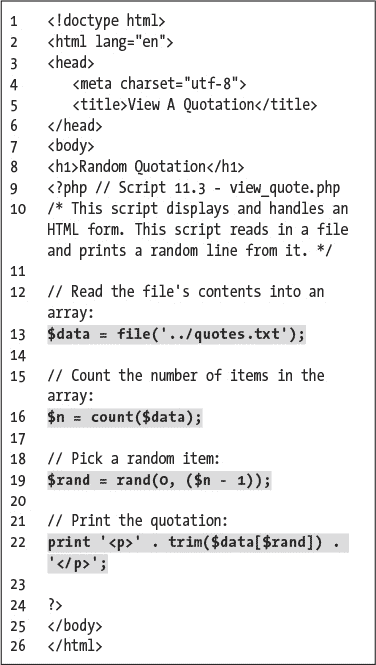 1 <!doctype html>
2 <html lang="en">
3 <head>
4 <meta charset="utf-8">
5 <title>View A Quotation</title>
6 </head>
7 <body>
8 <h1>Random Quotation</h1>
9 <?php // Script 11.3 - view_quote.php
10 /* This script displays and handles an
HTML form. This script reads in a file
and prints a random line from it. */
11
12 // Read the file's contents into an
array:
13 $data = file('../quotes.txt');
14
15 // Count the number of items in the
array:
16 $n = count($data);
17
18 // Pick a random item:
19 $rand = rand(0, ($n - 1));
20
21 // Print the quotation:
22 print '<p>' . trim($data[$rand]) .
'</p>';
23
24 ?>
25 </body>
26 </html>